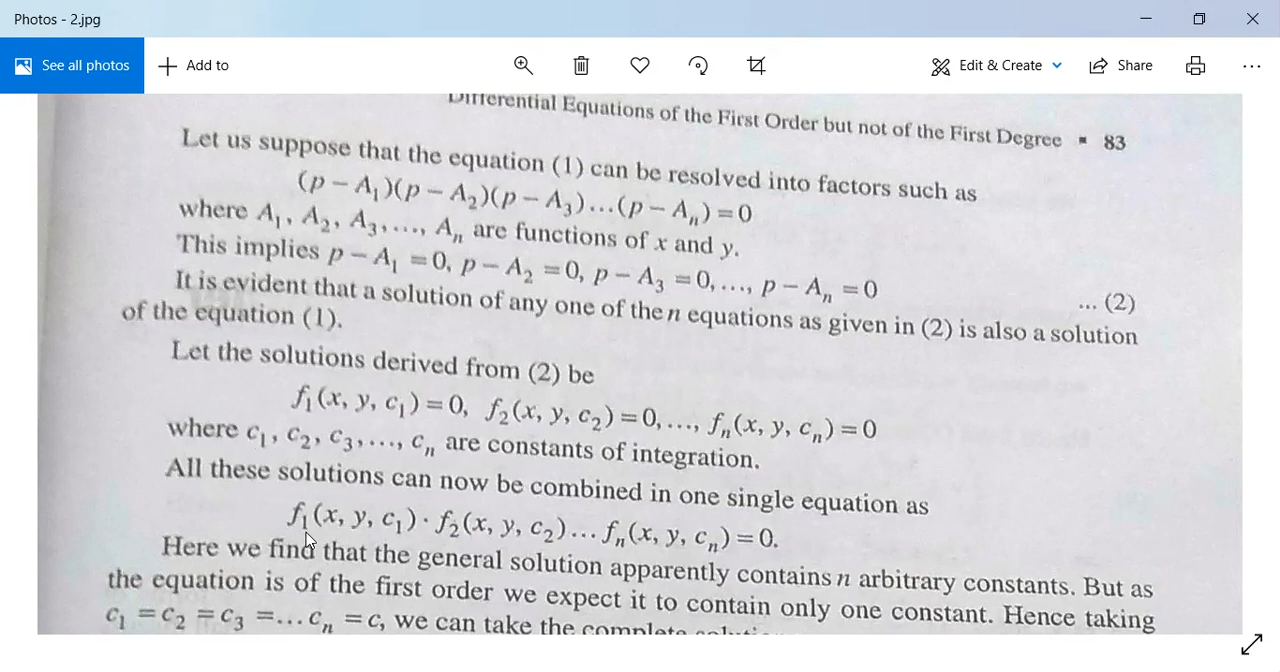 Photos - 2.jpg
See all photos
Add to
Edit & Create
Share
Differential Equations of the First Order but not of the First Degree ▪ 83
Let us suppose that the equation (1) can be resolved into factors such as
(p – A₁)(p – A₂)(p – A₃)...(p – Aₙ) = 0
where A₁, A₂, A₃,..., Aₙ are functions of x and y.
This implies p – A₁ = 0, p – A₂ = 0, p – A₃ = 0,..., p – Aₙ = 0 ... (2)
It is evident that a solution of any one of the n equations as given in (2) is also a solution
of the equation (1).
Let the solutions derived from (2) be
f₁(x, y, c₁) = 0, f₂(x, y, c₂) = 0,..., fₙ(x, y, cₙ) = 0
where c₁, c₂, c₃,..., cₙ are constants of integration.
All these solutions can now be combined in one single equation as
f₁(x, y, c₁) · f₂(x, y, c₂)... fₙ(x, y, cₙ) = 0.
Here we find that the general solution apparently contains n arbitrary constants. But as
the equation is of the first order we expect it to contain only one constant. Hence taking
c₁ = c₂ = c₃ = ... cₙ = c, we can take the complete